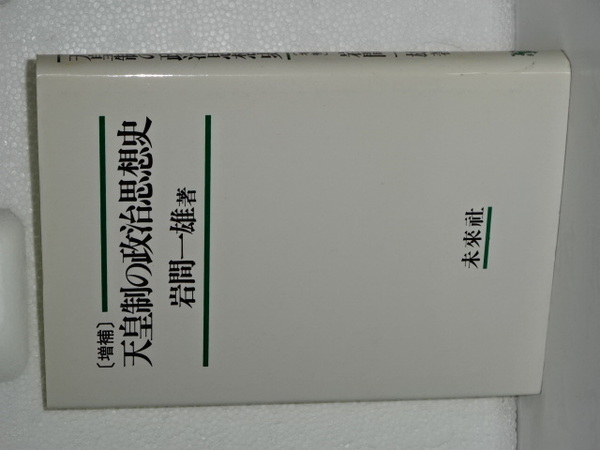 〔増補〕
天皇制の政治思想史
岩間一雄著
未來社